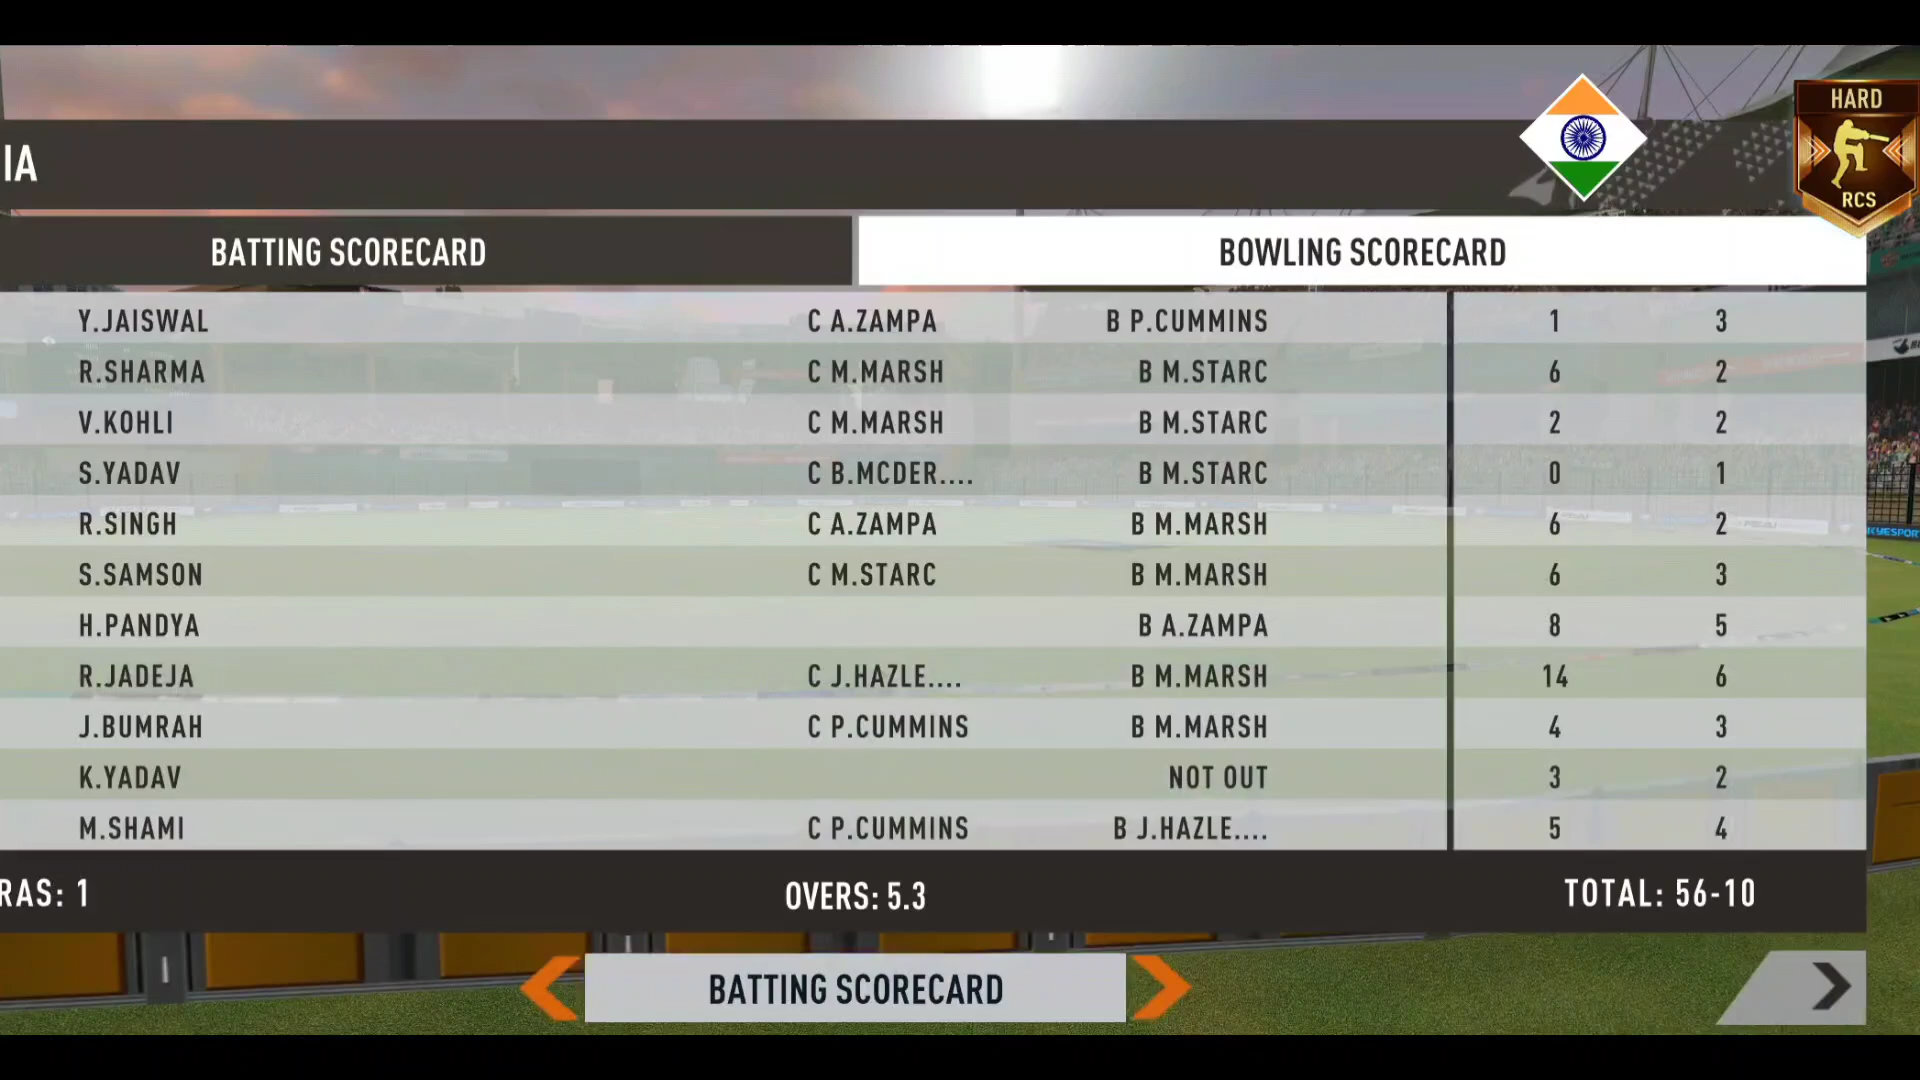 IA
HARD
RCS
BATTING SCORECARD BOWLING SCORECARD
Y.JAISWAL C A.ZAMPA B P.CUMMINS 1 3
R.SHARMA C M.MARSH B M.STARC 6 2
V.KOHLI C M.MARSH B M.STARC 2 2
S.YADAV C B.MCDER.... B M.STARC 0 1
R.SINGH C A.ZAMPA B M.MARSH 6 2
S.SAMSON C M.STARC B M.MARSH 6 3
H.PANDYA B A.ZAMPA 8 5
R.JADEJA C J.HAZLE.... B M.MARSH 14 6
J.BUMRAH C P.CUMMINS B M.MARSH 4 3
K.YADAV NOT OUT 3 2
M.SHAMI C P.CUMMINS B J.HAZLE.... 5 4
RAS: 1 OVERS: 5.3 TOTAL: 56-10
BATTING SCORECARD